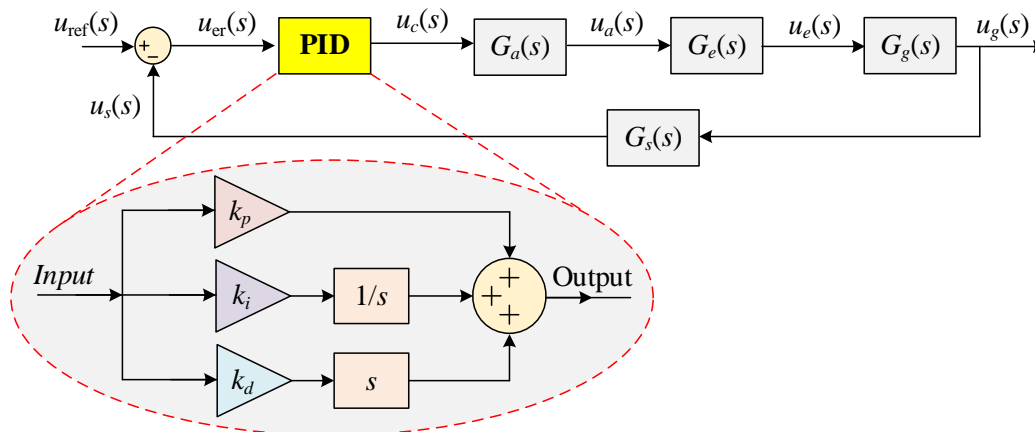 u_ref(s) + − u_er(s) PID u_c(s) G_a(s) u_a(s) G_e(s) u_e(s) G_g(s) u_g(s)
u_s(s) G_s(s)
k_p
Input k_i 1/s + + + Output
k_d s